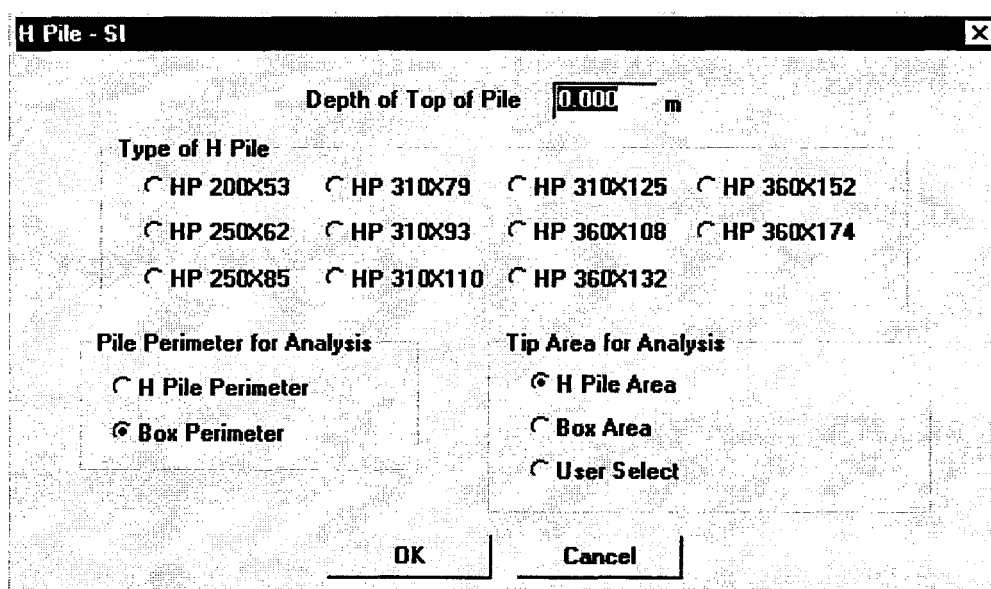 H Pile - SI
Depth of Top of Pile 0.000 m
Type of H Pile
HP 200X53 HP 310X79 HP 310X125 HP 360X152
HP 250X62 HP 310X93 HP 360X108 HP 360X174
HP 250X85 HP 310X110 HP 360X132
Pile Perimeter for Analysis
H Pile Perimeter
Box Perimeter
Tip Area for Analysis
H Pile Area
Box Area
User Select
OK Cancel